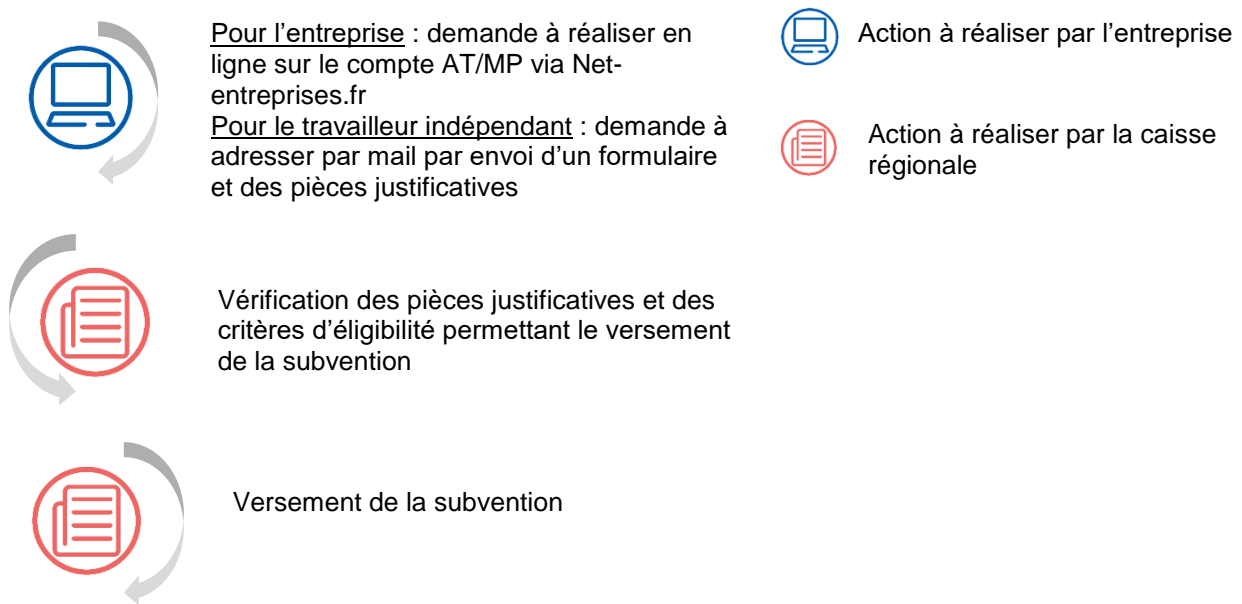 Pour l’entreprise : demande à réaliser en
ligne sur le compte AT/MP via Net-
entreprises.fr
Pour le travailleur indépendant : demande à
adresser par mail par envoi d’un formulaire
et des pièces justificatives
Action à réaliser par l’entreprise
Action à réaliser par la caisse
régionale
Vérification des pièces justificatives et des
critères d’éligibilité permettant le versement
de la subvention
Versement de la subvention